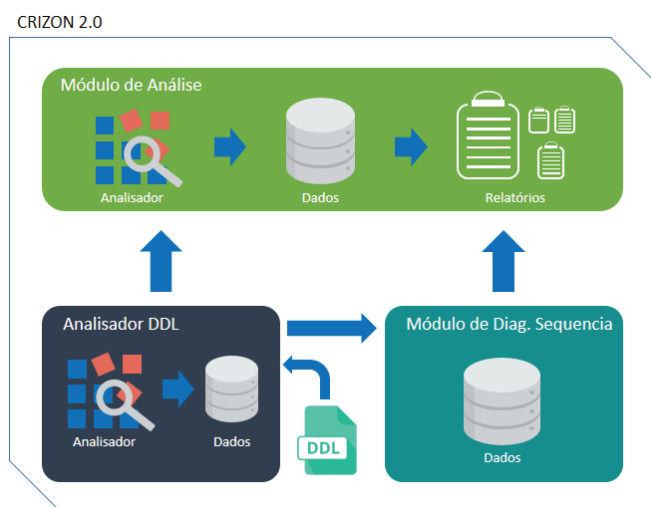 CRIZON 2.0
Módulo de Análise
Analisador
Dados
Relatórios
Analisador DDL
Analisador
Dados
DDL
Módulo de Diag. Sequencia
Dados